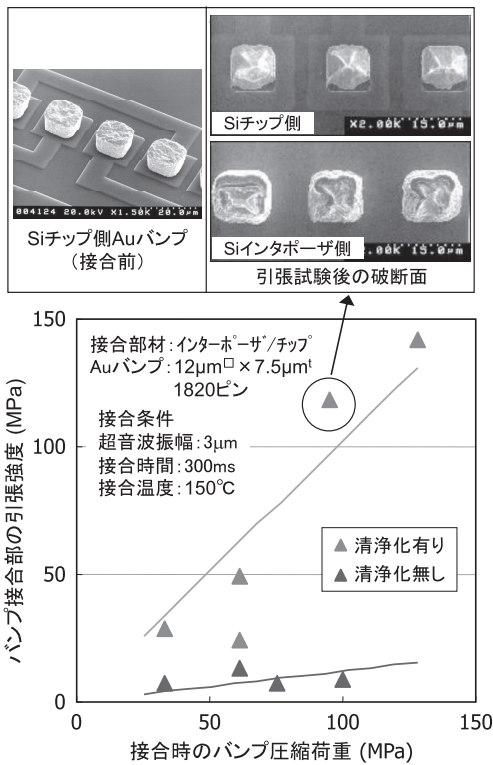 004124 20.0kV X1.50K 20.0μm
Siチップ側Auバンプ
(接合前)
Siチップ側
X2.00K 15.0μm
Siインタポーザ側
.00K 15.0μm
引張試験後の破断面
接合部材:インターポーザ/チップ
Auバンプ:12μm□×7.5μmt
1820ピン
接合条件
超音波振幅:3μm
接合時間:300ms
接合温度:150℃
清浄化有り
清浄化無し
バンプ接合部の引張強度 (MPa)
150
100
50
0
0
50
100
150
接合時のバンプ圧縮荷重 (MPa)